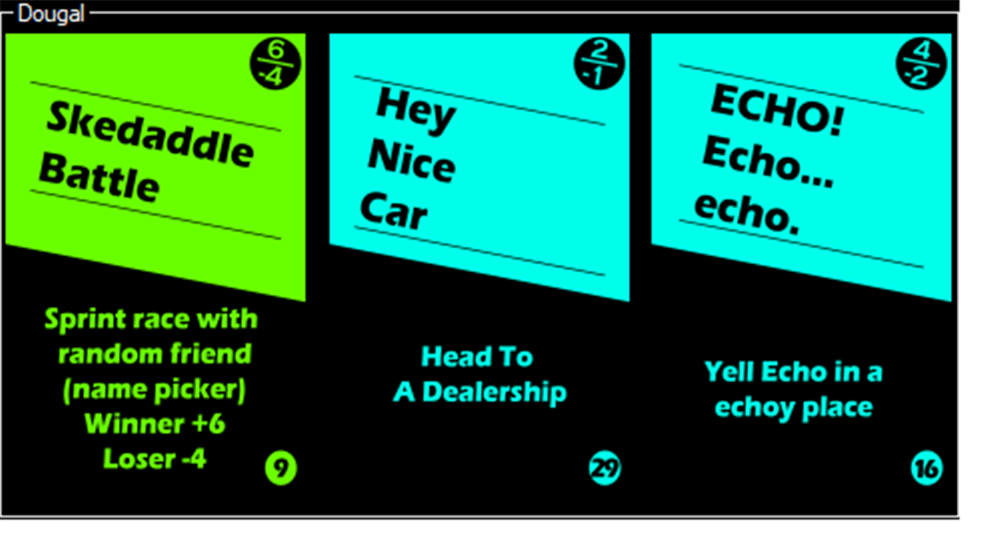 Dougal
6
-4
Skedaddle
Battle
Sprint race with
random friend
(name picker)
Winner +6
Loser -4
9
2
-1
Hey
Nice
Car
Head To
A Dealership
29
4
-2
ECHO!
Echo...
echo.
Yell Echo in a
echoy place
16